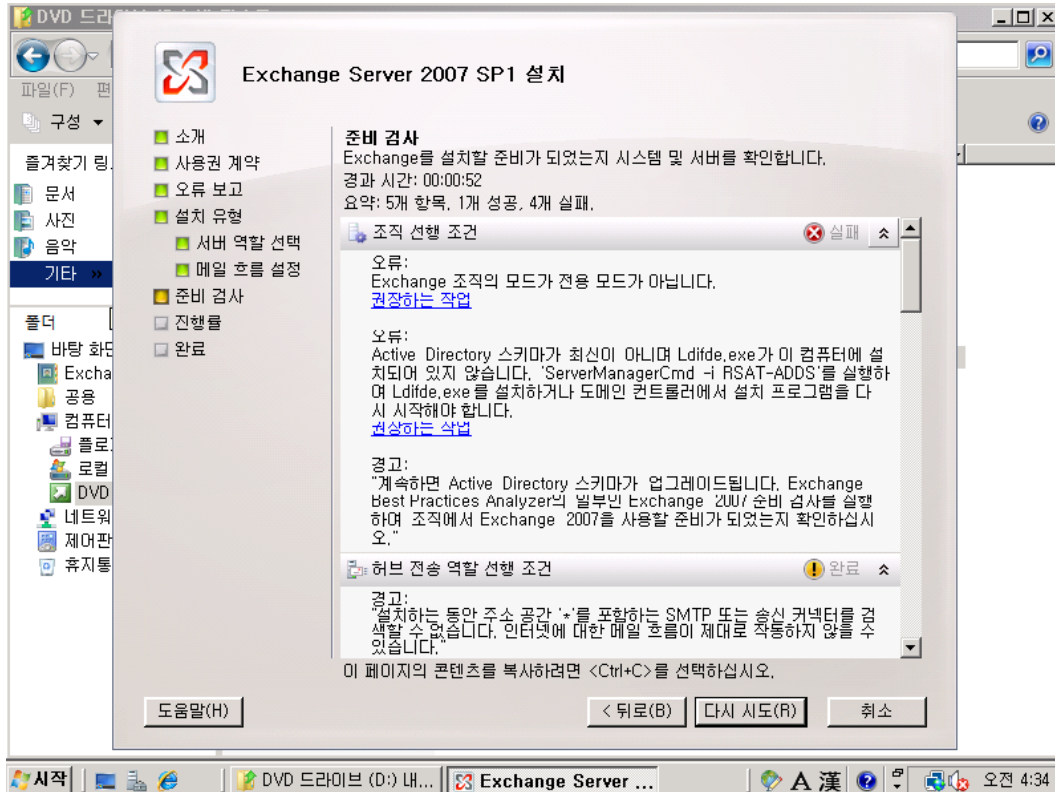 DVD 드라
파일(F) 편
구성
즐겨찾기 링
문서
사진
음악
기타 »
폴더
바탕 화면
Excha
공용
컴퓨터
플로
로컬
DVD
네트워
제어판
휴지통
Exchange Server 2007 SP1 설치
소개
사용권 계약
오류 보고
설치 유형
서버 역할 선택
메일 흐름 설정
준비 검사
진행률
완료
준비 검사
Exchange를 설치할 준비가 되었는지 시스템 및 서버를 확인합니다.
경과 시간: 00:00:52
요약: 5개 항목. 1개 성공, 4개 실패.
조직 선행 조건 실패
오류:
Exchange 조직의 모드가 전용 모드가 아닙니다.
권장하는 작업
오류:
Active Directory 스키마가 최신이 아니며 Ldifde.exe가 이 컴퓨터에 설
치되어 있지 않습니다. 'ServerManagerCmd -i RSAT-ADDS'를 실행하
여 Ldifde.exe를 설치하거나 도메인 컨트롤러에서 설치 프로그램을 다
시 시작해야 합니다.
권장하는 작업
경고:
"계속하면 Active Directory 스키마가 업그레이드됩니다. Exchange
Best Practices Analyzer의 일부인 Exchange 2007 준비 검사를 실행
하여 조직에서 Exchange 2007을 사용할 준비가 되었는지 확인하십시
오."
허브 전송 역할 선행 조건 완료
경고:
"설치하는 동안 주소 공간 '*'를 포함하는 SMTP 또는 송신 커넥터를 검
색할 수 없습니다. 인터넷에 대한 메일 흐름이 제대로 작동하지 않을 수
있습니다."
이 페이지의 콘텐츠를 복사하려면 <Ctrl+C>를 선택하십시오.
도움말(H) < 뒤로(B) 다시 시도(R) 취소
시작 DVD 드라이브 (D:) 내... Exchange Server ... A 漢 오전 4:34